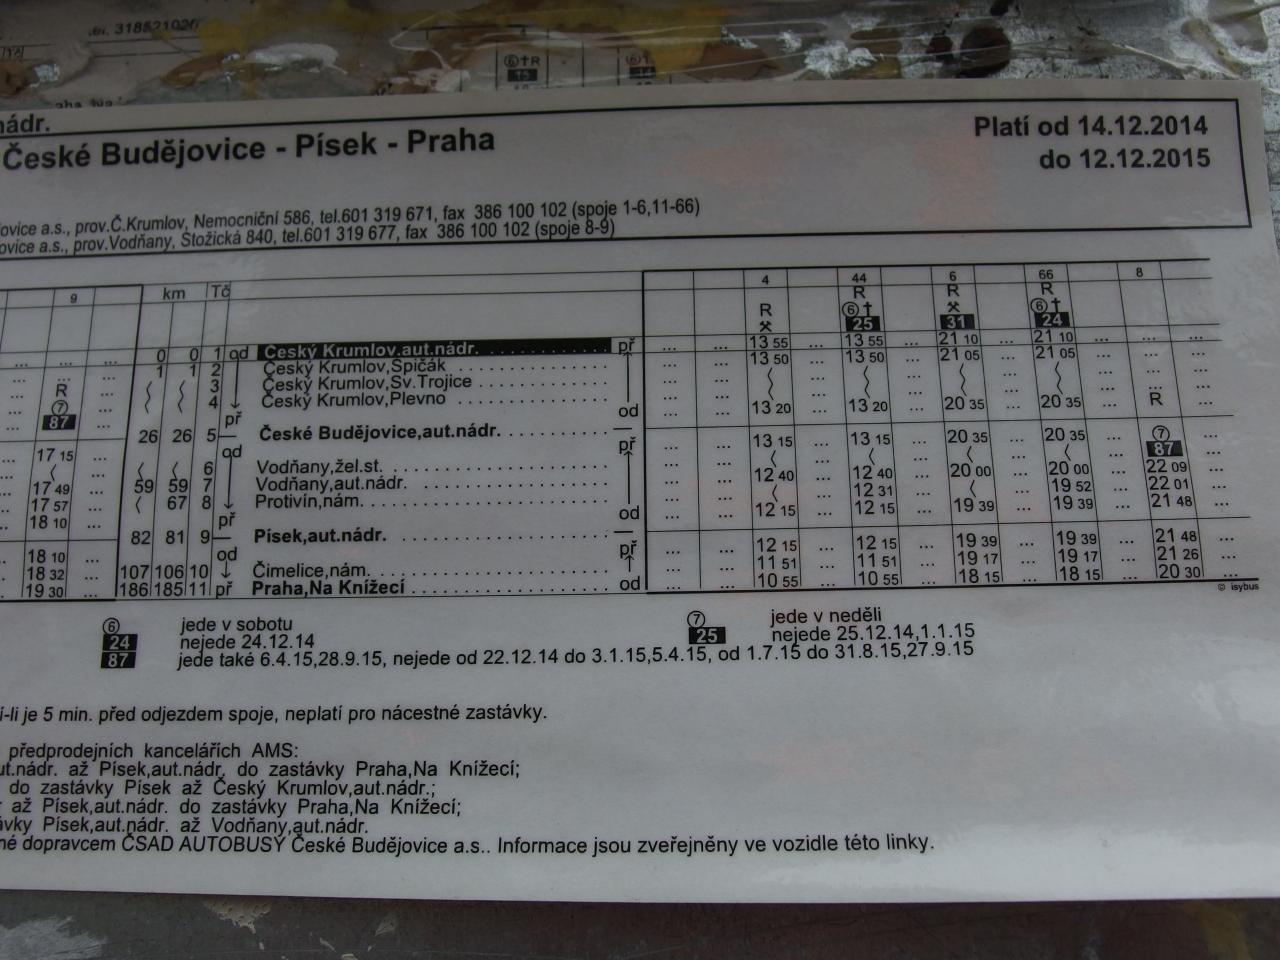 tel. 318521020
4
⑥†R ⑥†
15 14
nádr.
České Budějovice - Písek - Praha
Platí od 14.12.2014
do 12.12.2015
jovice a.s., prov.Č.Krumlov, Nemocniční 586, tel.601 319 671, fax 386 100 102 (spoje 1-6,11-66)
ovice a.s., prov.Vodňany, Stožická 840, tel.601 319 677, fax 386 100 102 (spoje 8-9)
9 km Tč 4 44 6 66 8
R R R R
⚒ ⑥† ⚒ ⑥†
25 31 24
... ... ... 0 0 1 od Český Krumlov,aut.nádr. př ... ... 13 55 ... 13 55 ... 21 10 ... 21 10 ... ... ...
... ... ... 1 1 2 Český Krumlov,Spičák ... ... 13 50 ... 13 50 ... 21 05 ... 21 05 ... ... ...
... R ... 3 Český Krumlov,Sv.Trojice ... ... ... ... ... ... ... ...
... ⑦ ... 4 Český Krumlov,Plevno od ... ... 13 20 ... 13 20 ... 20 35 ... 20 35 ... R ...
... 87 ... př
26 26 5 České Budějovice,aut.nádr.
... 17 15 ... od př ... ... 13 15 ... 13 15 ... 20 35 ... 20 35 ... ⑦ ...
87
... ... 6 Vodňany,žel.st. ... ... 12 40 ... 12 40 ... 20 00 ... 20 00 ... 22 09 ...
... 17 49 ... 59 59 7 Vodňany,aut.nádr. ... ... ... 12 31 ... ... 19 52 ... 22 01 ...
... 17 57 ... 67 8 Protivín,nám. od ... ... 12 15 ... 12 15 ... 19 39 ... 19 39 ... 21 48 ...
... 18 10 ... př
82 81 9 Písek,aut.nádr.
... 18 10 ... od př ... ... 12 15 ... 12 15 ... 19 39 ... 19 39 ... 21 48 ...
... 18 32 ... 107 106 10 Čimelice,nám. ... ... 11 51 ... 11 51 ... 19 17 ... 19 17 ... 21 26 ...
... 19 30 ... 186 185 11 př Praha,Na Knížecí od ... ... 10 55 ... 10 55 ... 18 15 ... 18 15 ... 20 30 ...
© isybus
⑥ jede v sobotu ⑦ jede v neděli
24 nejede 24.12.14 25 nejede 25.12.14,1.1.15
87 jede také 6.4.15,28.9.15, nejede od 22.12.14 do 3.1.15,5.4.15, od 1.7.15 do 31.8.15,27.9.15
í-li je 5 min. před odjezdem spoje, neplatí pro nácestné zastávky.
předprodejních kancelářích AMS:
ut.nádr. až Písek,aut.nádr. do zastávky Praha,Na Knížecí;
do zastávky Písek až Český Krumlov,aut.nádr.;
až Písek,aut.nádr. do zastávky Praha,Na Knížecí;
ávky Písek,aut.nádr. až Vodňany,aut.nádr.
né dopravcem ČSAD AUTOBUSY České Budějovice a.s.. Informace jsou zveřejněny ve vozidle této linky.